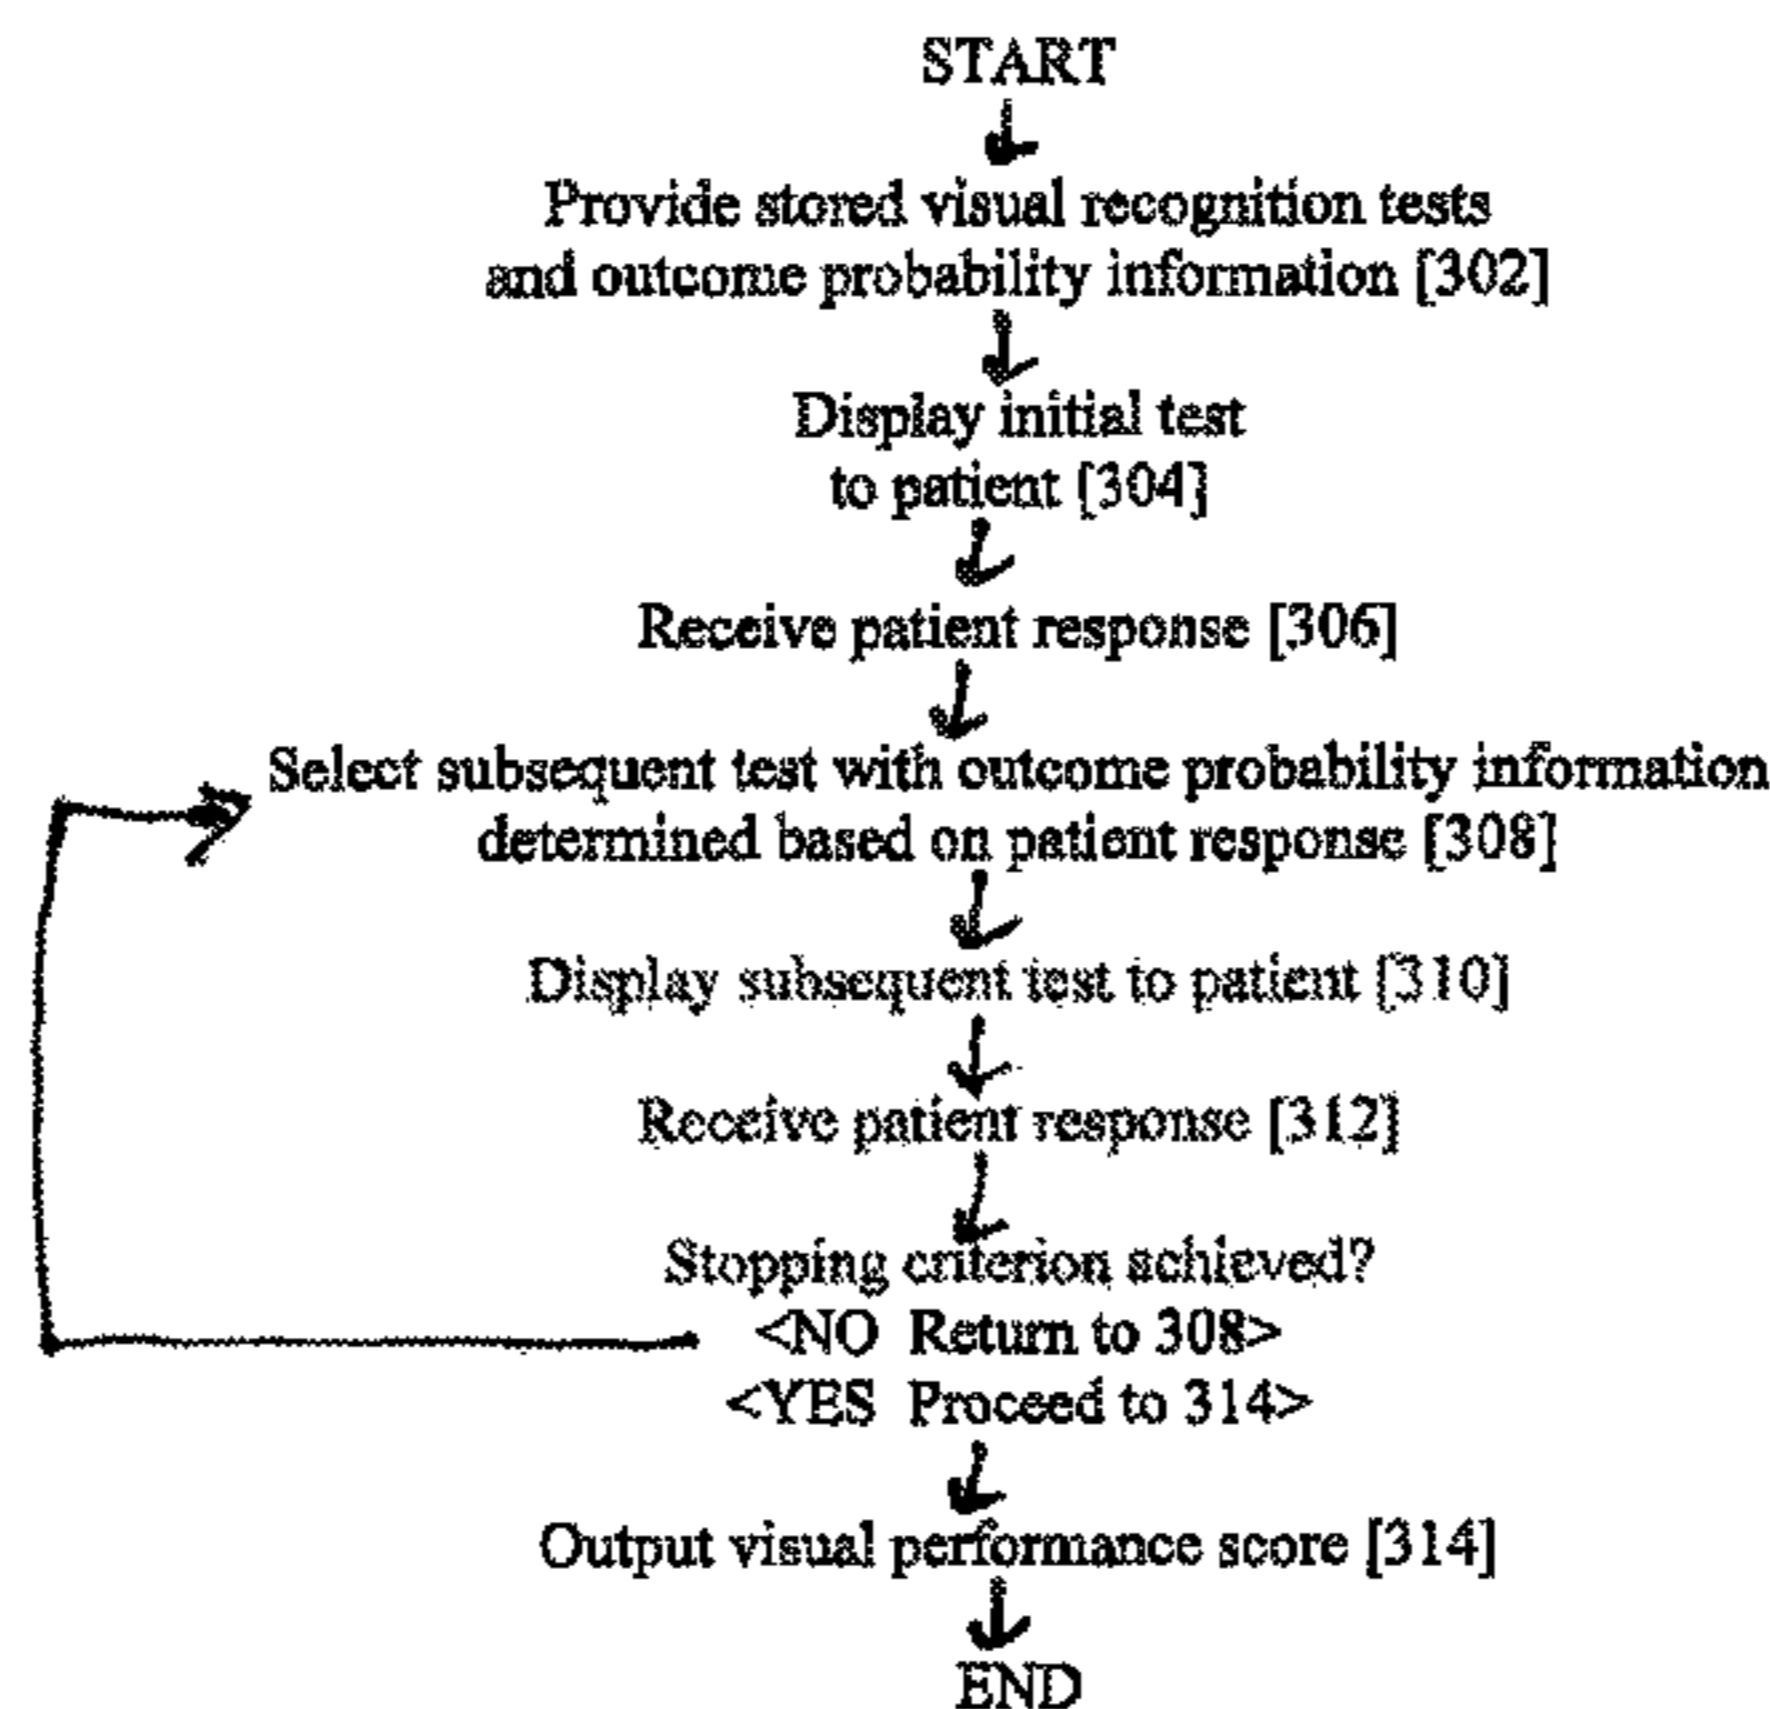 START
Provide stored visual recognition tests
and outcome probability information [302]
Display initial test
to patient [304]
Receive patient response [306]
Select subsequent test with outcome probability information
determined based on patient response [308]
Display subsequent test to patient [310]
Receive patient response [312]
Stopping criterion achieved?
<NO Return to 308>
<YES Proceed to 314>
Output visual performance score [314]
END